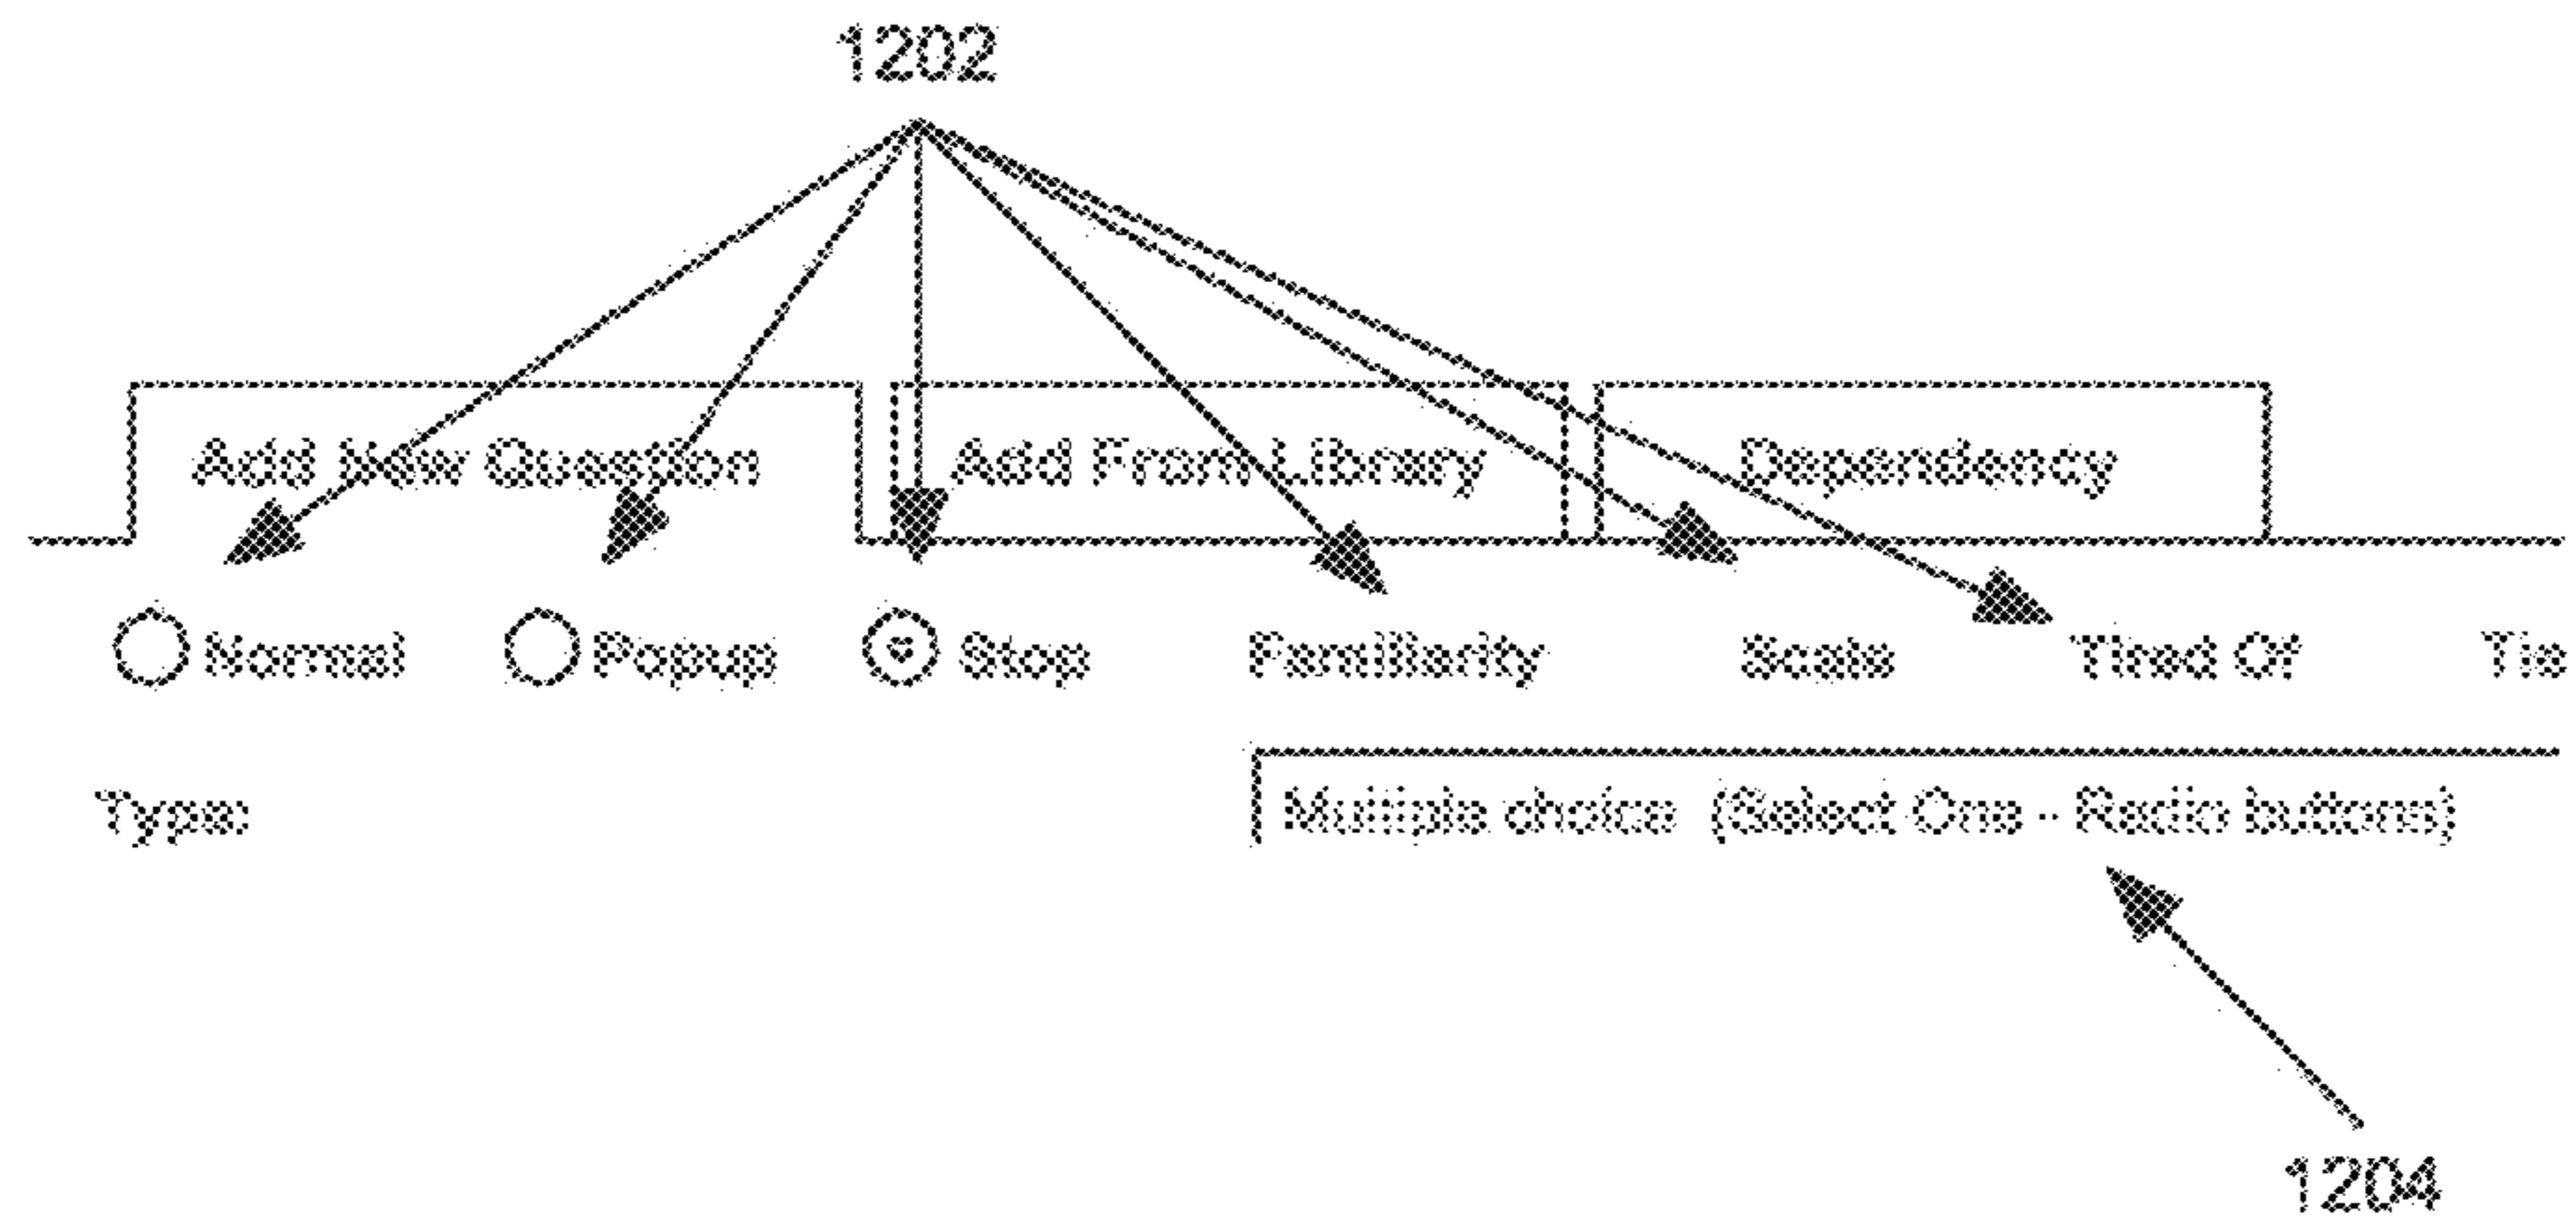 1202
Add New Question Add From Library Dependency
Normal Popup Stop Familiarity Scale Tired Of Tie
Type: Multiple choice (Select One - Radio buttons)
1204